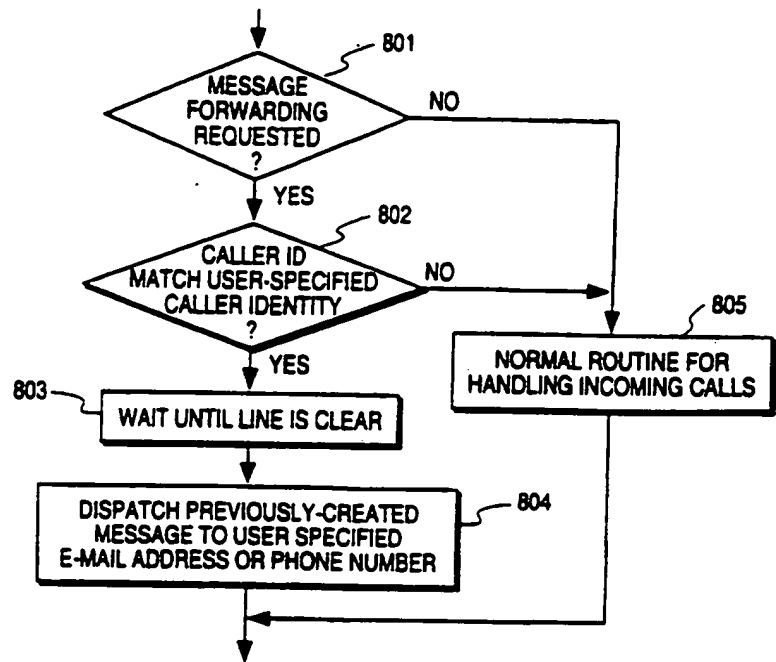 801
MESSAGE
FORWARDING
REQUESTED
?
NO
YES
802
CALLER ID
MATCH USER-SPECIFIED
CALLER IDENTITY
?
NO
YES
805
NORMAL ROUTINE FOR
HANDLING INCOMING CALLS
803
WAIT UNTIL LINE IS CLEAR
804
DISPATCH PREVIOUSLY-CREATED
MESSAGE TO USER SPECIFIED
E-MAIL ADDRESS OR PHONE NUMBER